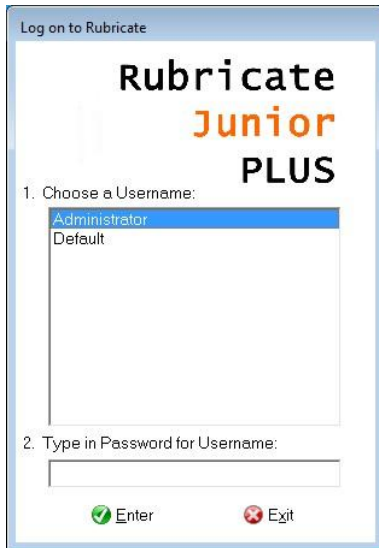 Log on to Rubricate
Rubricate
Junior
PLUS
1. Choose a Username:
Administrator
Default
2. Type in Password for Username:
Enter
Exit